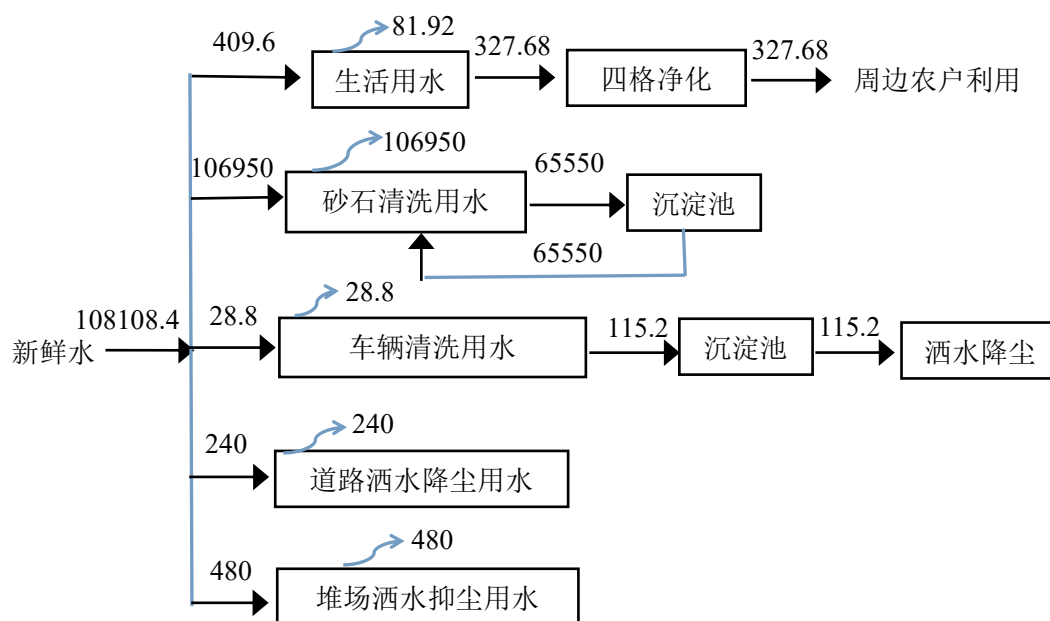 409.6
81.92
生活用水
327.68
四格净化
327.68
周边农户利用
106950
106950
砂石清洗用水
65550
沉淀池
65550
新鲜水
108108.4
28.8
28.8
车辆清洗用水
115.2
沉淀池
115.2
洒水降尘
240
240
道路洒水降尘用水
480
480
堆场洒水抑尘用水